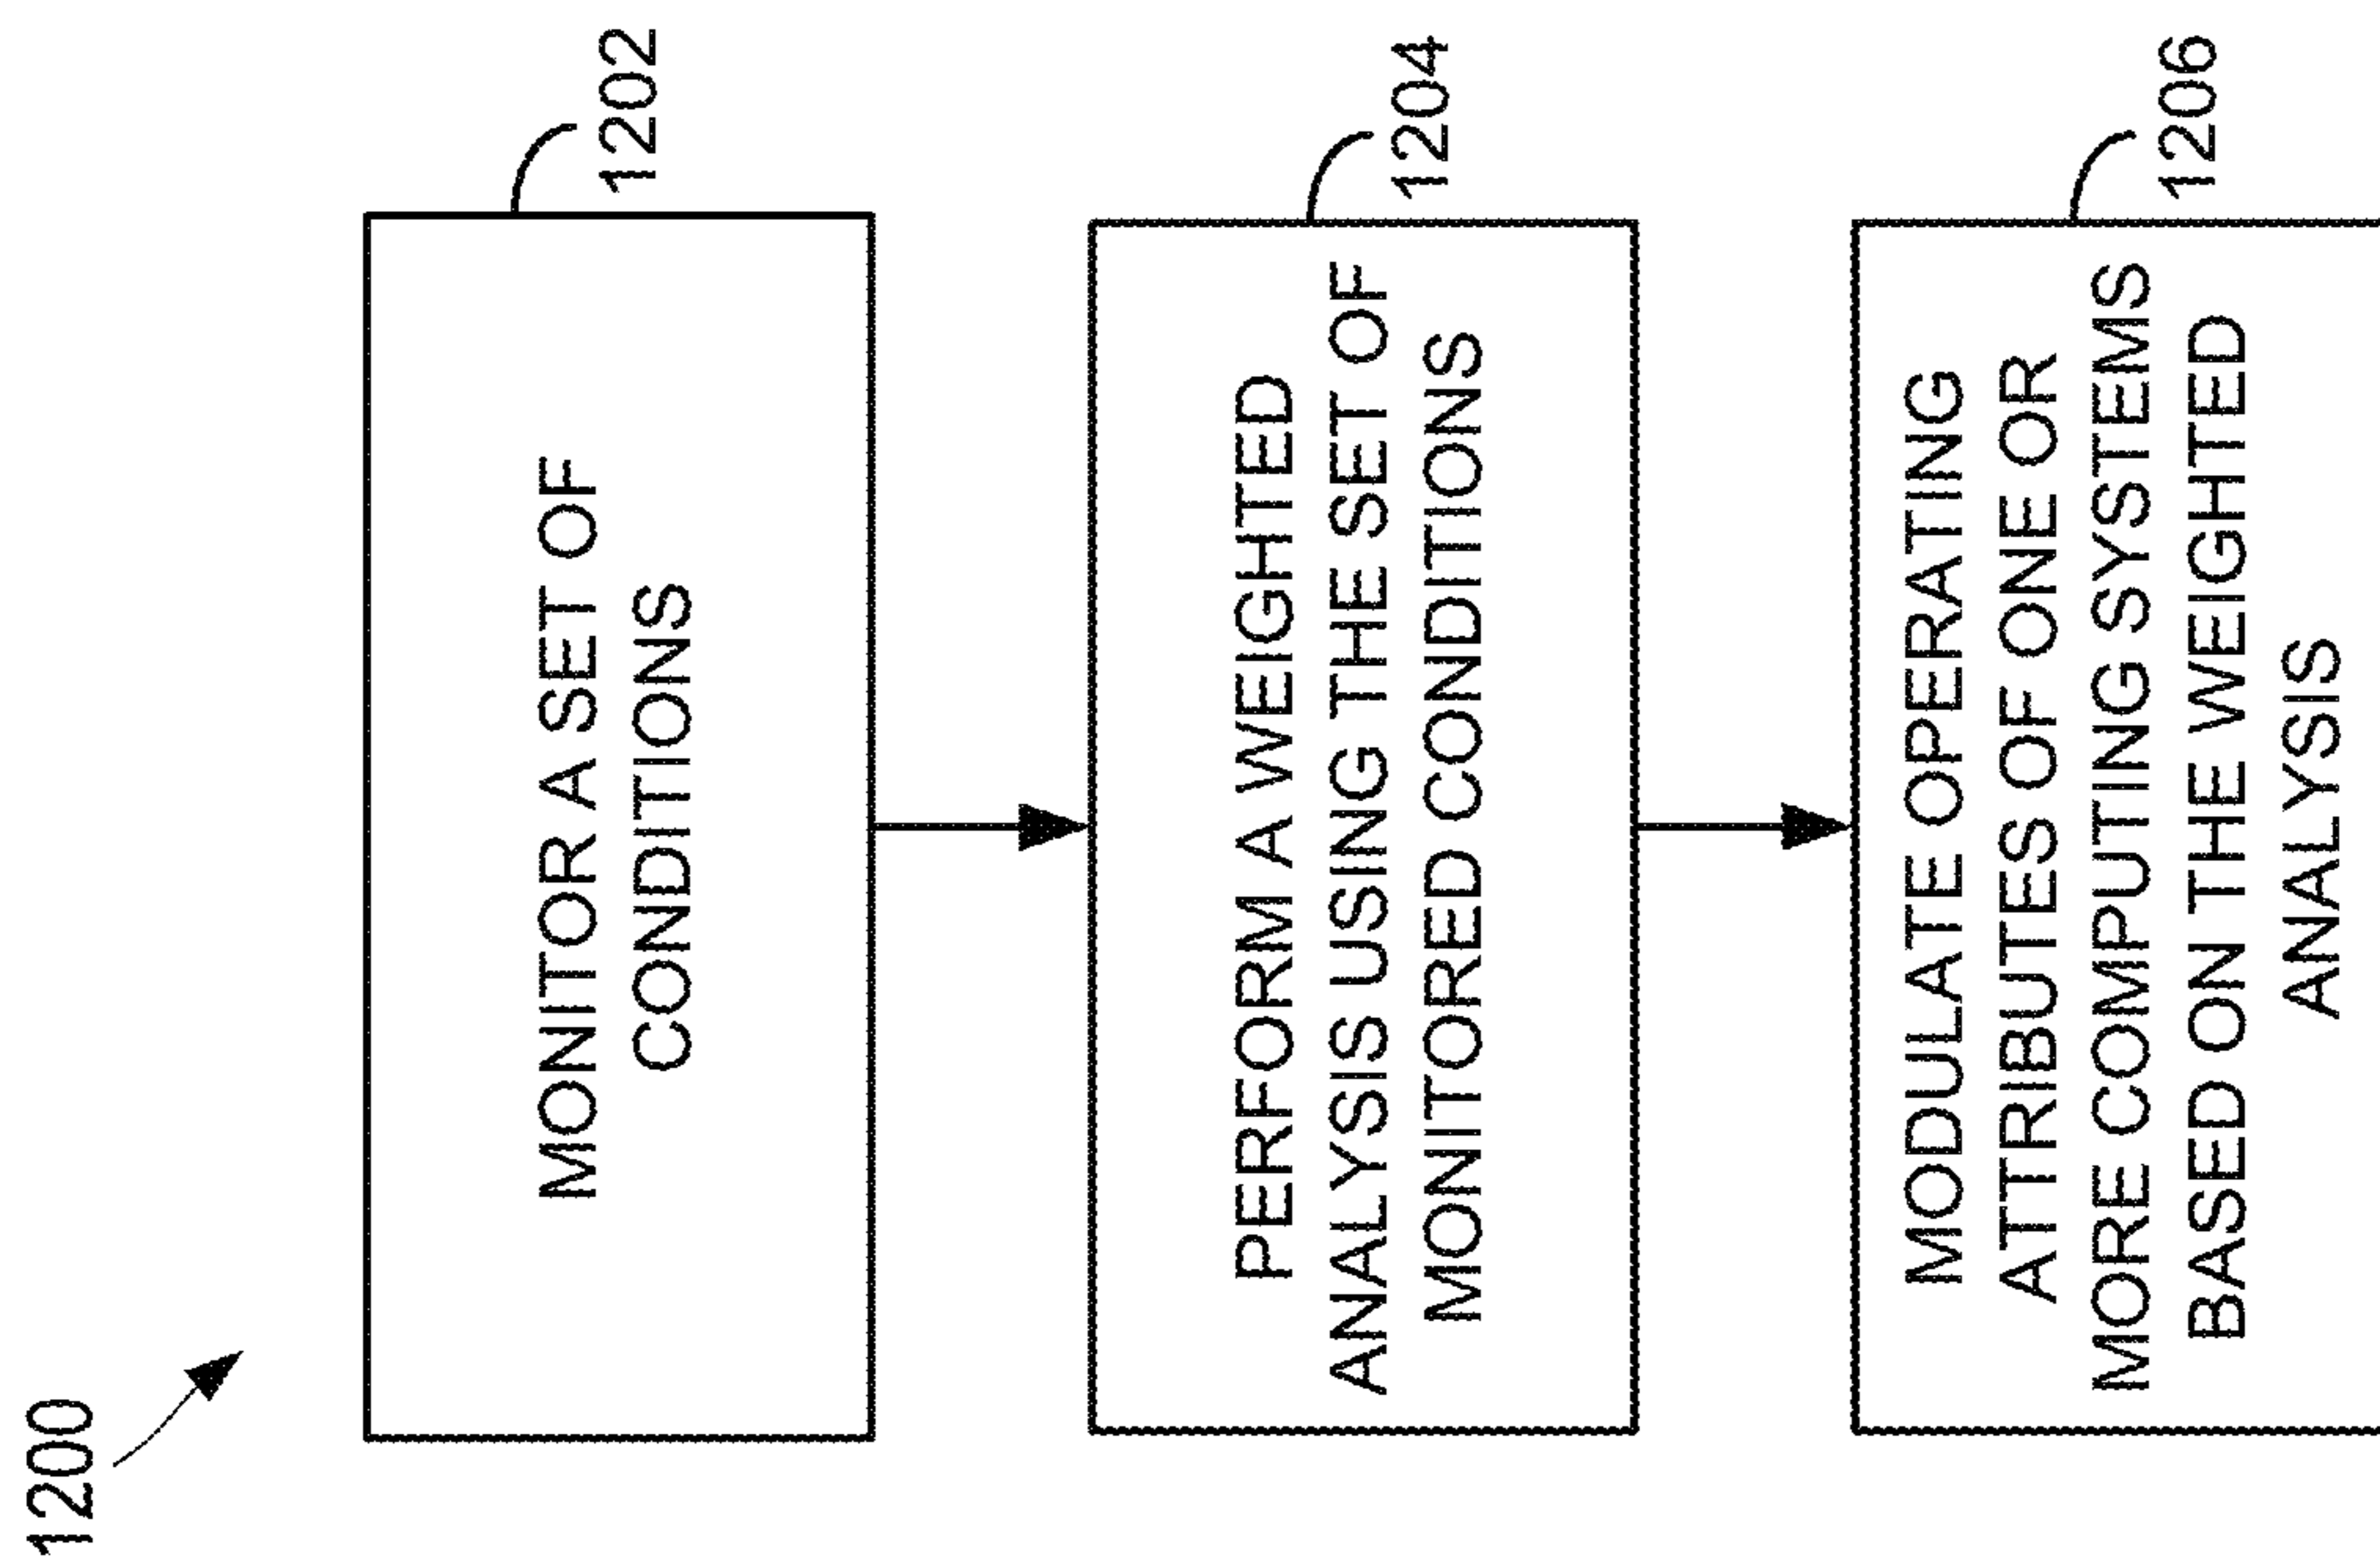 1200
MONITOR A SET OF
CONDITIONS
1202
PERFORM A WEIGHTED
ANALYSIS USING THE SET OF
MONITORED CONDITIONS
1204
MODULATE OPERATING
ATTRIBUTES OF ONE OR
MORE COMPUTING SYSTEMS
BASED ON THE WEIGHTED
ANALYSIS
1206